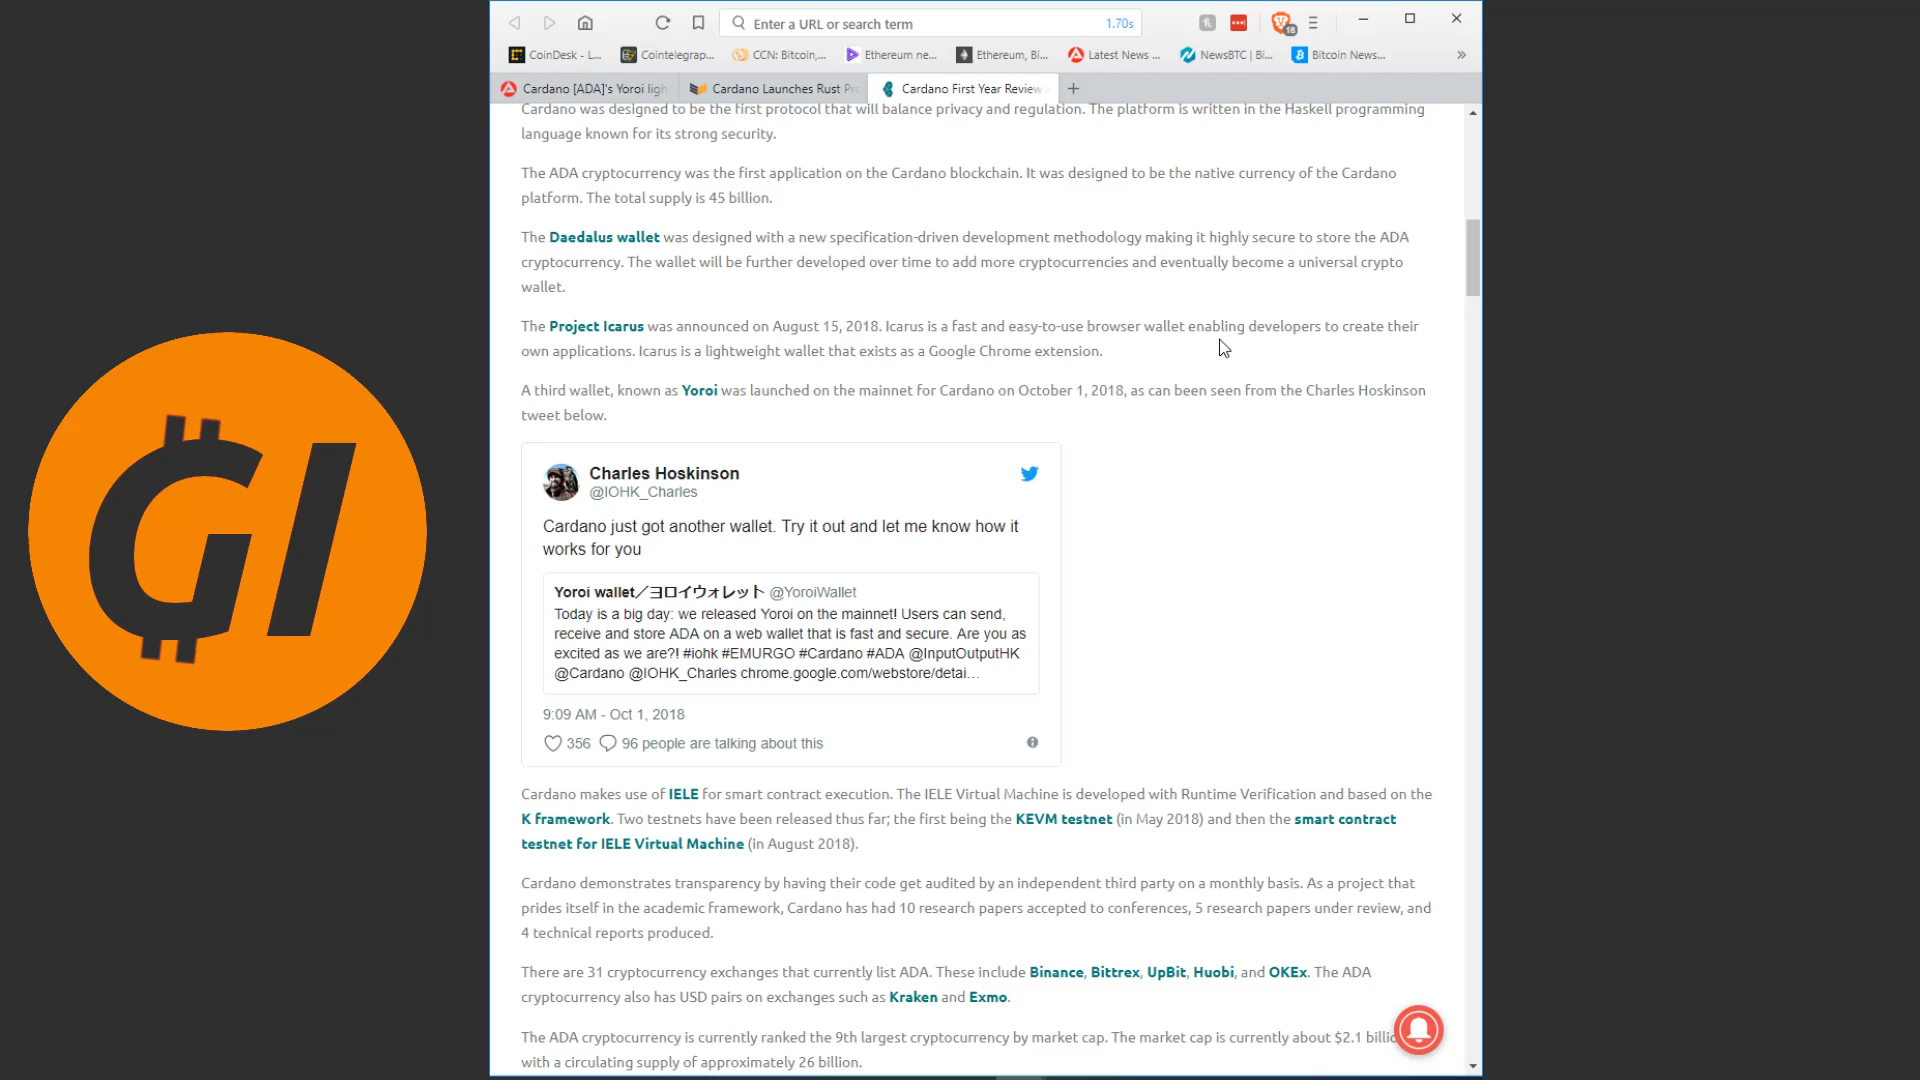 Enter a URL or search term 1.70s
18
CoinDesk - L... Cointelegrap... CCN: Bitcoin,... Ethereum ne... Ethereum, Bi... Latest News ... NewsBTC | Bi... Bitcoin News... »
Cardano [ADA]'s Yoroi ligh Cardano Launches Rust Pr Cardano First Year Review
Cardano was designed to be the first protocol that will balance privacy and regulation. The platform is written in the Haskell programming
language known for its strong security.
The ADA cryptocurrency was the first application on the Cardano blockchain. It was designed to be the native currency of the Cardano
platform. The total supply is 45 billion.
The Daedalus wallet was designed with a new specification-driven development methodology making it highly secure to store the ADA
cryptocurrency. The wallet will be further developed over time to add more cryptocurrencies and eventually become a universal crypto
wallet.
The Project Icarus was announced on August 15, 2018. Icarus is a fast and easy-to-use browser wallet enabling developers to create their
own applications. Icarus is a lightweight wallet that exists as a Google Chrome extension.
A third wallet, known as Yoroi was launched on the mainnet for Cardano on October 1, 2018, as can been seen from the Charles Hoskinson
tweet below.
GI
Charles Hoskinson
@IOHK_Charles
Cardano just got another wallet. Try it out and let me know how it
works for you
Yoroi wallet／ヨロイウォレット @YoroiWallet
Today is a big day: we released Yoroi on the mainnet! Users can send,
receive and store ADA on a web wallet that is fast and secure. Are you as
excited as we are?! #iohk #EMURGO #Cardano #ADA @InputOutputHK
@Cardano @IOHK_Charles chrome.google.com/webstore/detai…
9:09 AM - Oct 1, 2018
356 96 people are talking about this
Cardano makes use of IELE for smart contract execution. The IELE Virtual Machine is developed with Runtime Verification and based on the
K framework. Two testnets have been released thus far; the first being the KEVM testnet (in May 2018) and then the smart contract
testnet for IELE Virtual Machine (in August 2018).
Cardano demonstrates transparency by having their code get audited by an independent third party on a monthly basis. As a project that
prides itself in the academic framework, Cardano has had 10 research papers accepted to conferences, 5 research papers under review, and
4 technical reports produced.
There are 31 cryptocurrency exchanges that currently list ADA. These include Binance, Bittrex, UpBit, Huobi, and OKEx. The ADA
cryptocurrency also has USD pairs on exchanges such as Kraken and Exmo.
The ADA cryptocurrency is currently ranked the 9th largest cryptocurrency by market cap. The market cap is currently about $2.1 billio
with a circulating supply of approximately 26 billion.